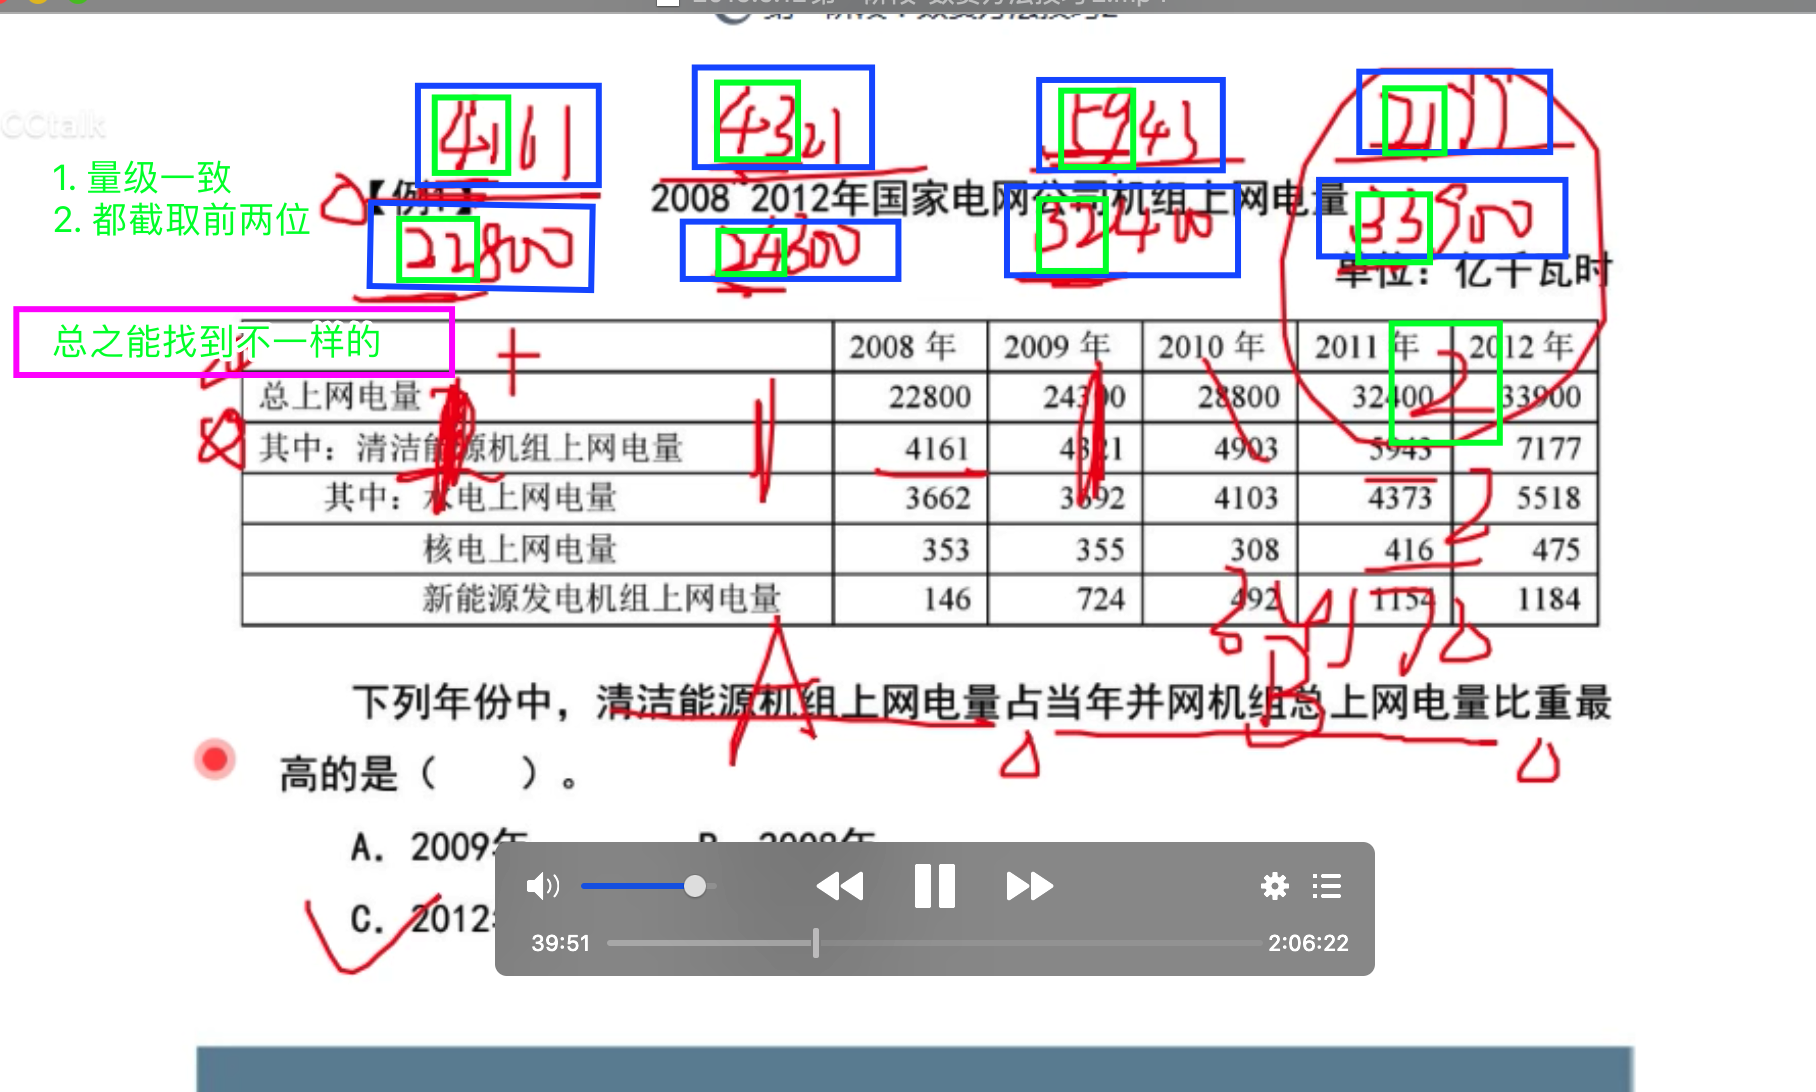 CCtalk
4161 4321 5943 7177
1. 量级一致
2. 都截取前两位
【例1】 2008 2012年国家电网公司机组上网电量
22800 24300 32400 33900
单位：亿千瓦时
总之能找到不一样的
2008 年 2009 年 2010 年 2011 年 2012 年
总上网电量 22800 24300 28800 32400 33900
其中：清洁能源机组上网电量 4161 4321 4903 5943 7177
其中：水电上网电量 3662 3692 4103 4373 5518
核电上网电量 353 355 308 416 475
新能源发电机组上网电量 146 724 492 1154 1184
A B
下列年份中，清洁能源机组上网电量占当年并网机组总上网电量比重最
高的是（ ）。
A. 2009年 B. 2008年
C. 2012年
39:51 2:06:22